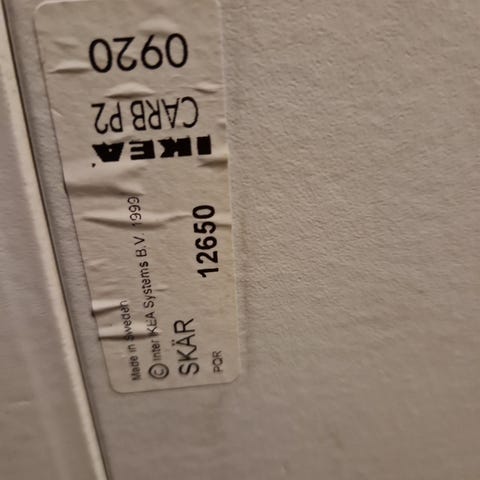 0920
CARB P2
IKEA
Made in Sweden
© Inter IKEA Systems B.V. 1999
SKÄR
12650
PQR